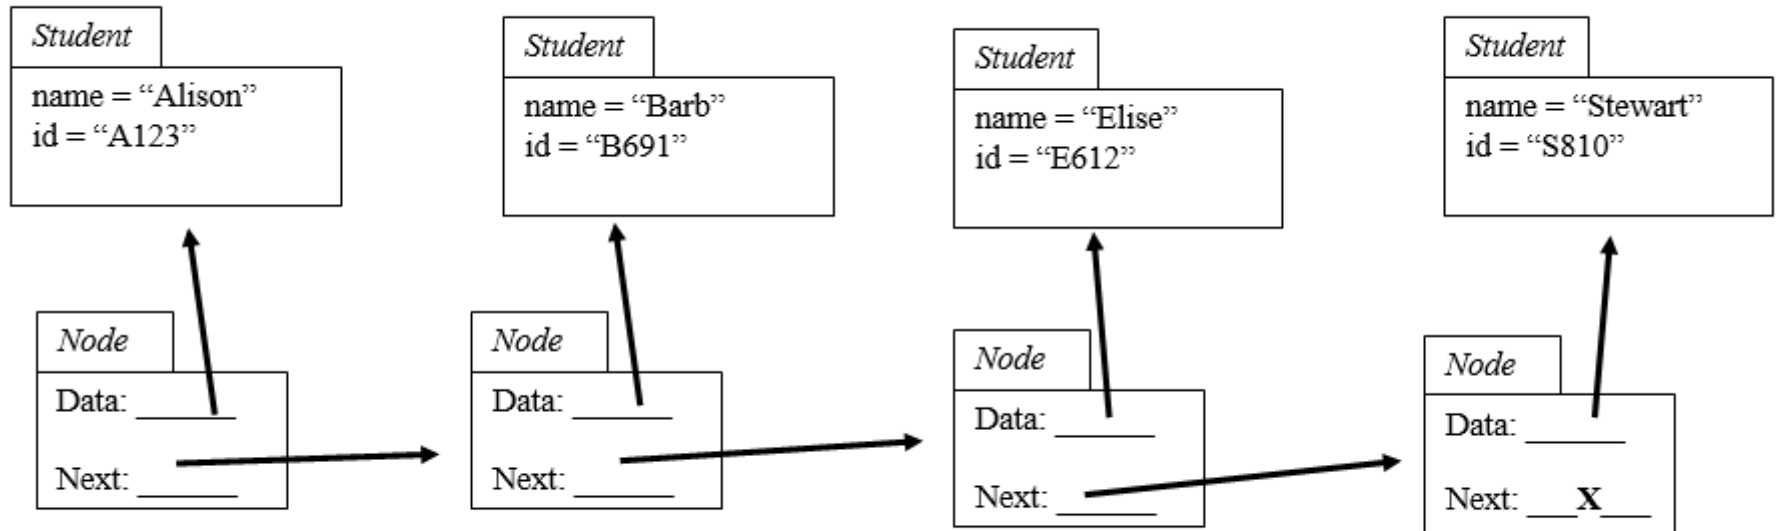 Student
name = “Alison”
id = “A123”
Student
name = “Barb”
id = “B691”
Student
name = “Elise”
id = “E612”
Student
name = “Stewart”
id = “S810”
Node
Data: ______
Next: ______
Node
Data: ______
Next: ______
Node
Data: ______
Next: ______
Node
Data: ______
Next: ___X___